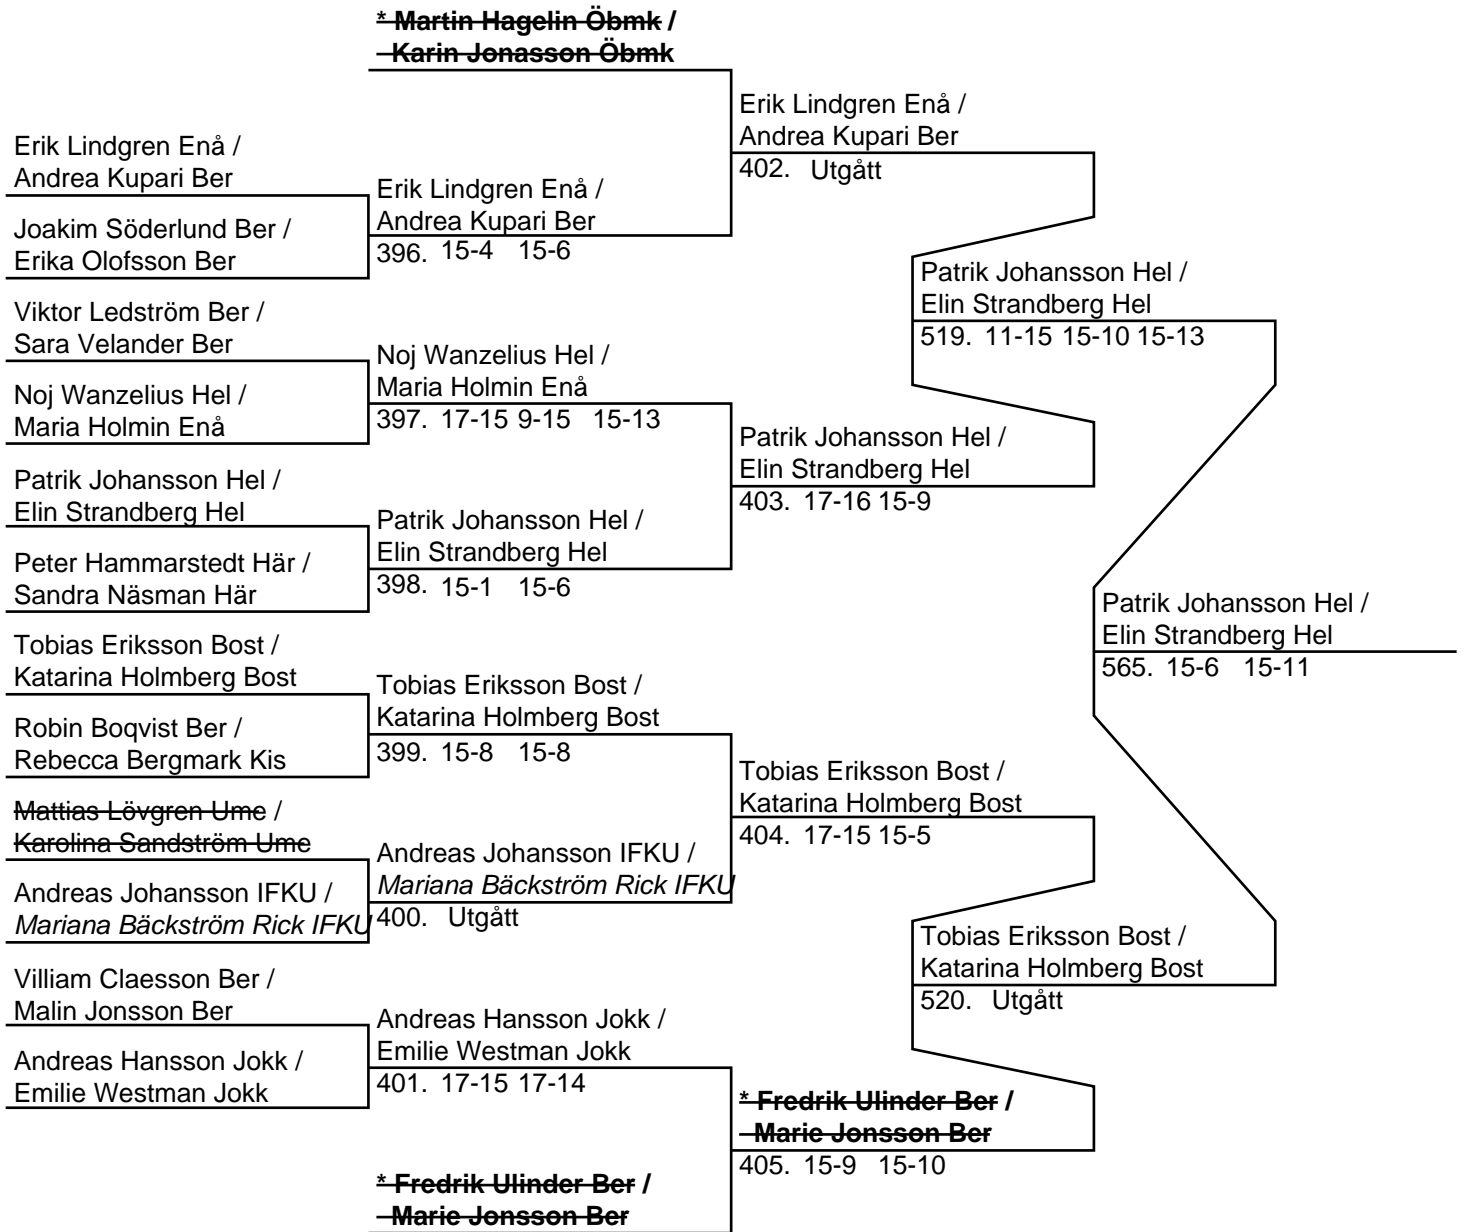 * Martin Hagelin Öbmk /
Karin Jonasson Öbmk
Erik Lindgren Enå /
Andrea Kupari Ber
Joakim Söderlund Ber /
Erika Olofsson Ber
Viktor Ledström Ber /
Sara Velander Ber
Noj Wanzelius Hel /
Maria Holmin Enå
Patrik Johansson Hel /
Elin Strandberg Hel
Peter Hammarstedt Här /
Sandra Näsman Här
Tobias Eriksson Bost /
Katarina Holmberg Bost
Robin Boqvist Ber /
Rebecca Bergmark Kis
Mattias Lövgren Ume /
Karolina Sandström Ume
Andreas Johansson IFKU /
Mariana Bäckström Rick IFKU
Villiam Claesson Ber /
Malin Jonsson Ber
Andreas Hansson Jokk /
Emilie Westman Jokk
Erik Lindgren Enå /
Andrea Kupari Ber
396. 15-4 15-6
Noj Wanzelius Hel /
Maria Holmin Enå
397. 17-15 9-15 15-13
Patrik Johansson Hel /
Elin Strandberg Hel
398. 15-1 15-6
Tobias Eriksson Bost /
Katarina Holmberg Bost
399. 15-8 15-8
Andreas Johansson IFKU /
Mariana Bäckström Rick IFKU
400. Utgått
Andreas Hansson Jokk /
Emilie Westman Jokk
401. 17-15 17-14
* Fredrik Ulinder Ber /
Marie Jonsson Ber
Erik Lindgren Enå /
Andrea Kupari Ber
402. Utgått
Patrik Johansson Hel /
Elin Strandberg Hel
403. 17-16 15-9
Tobias Eriksson Bost /
Katarina Holmberg Bost
404. 17-15 15-5
* Fredrik Ulinder Ber /
Marie Jonsson Ber
405. 15-9 15-10
Patrik Johansson Hel /
Elin Strandberg Hel
519. 11-15 15-10 15-13
Tobias Eriksson Bost /
Katarina Holmberg Bost
520. Utgått
Patrik Johansson Hel /
Elin Strandberg Hel
565. 15-6 15-11